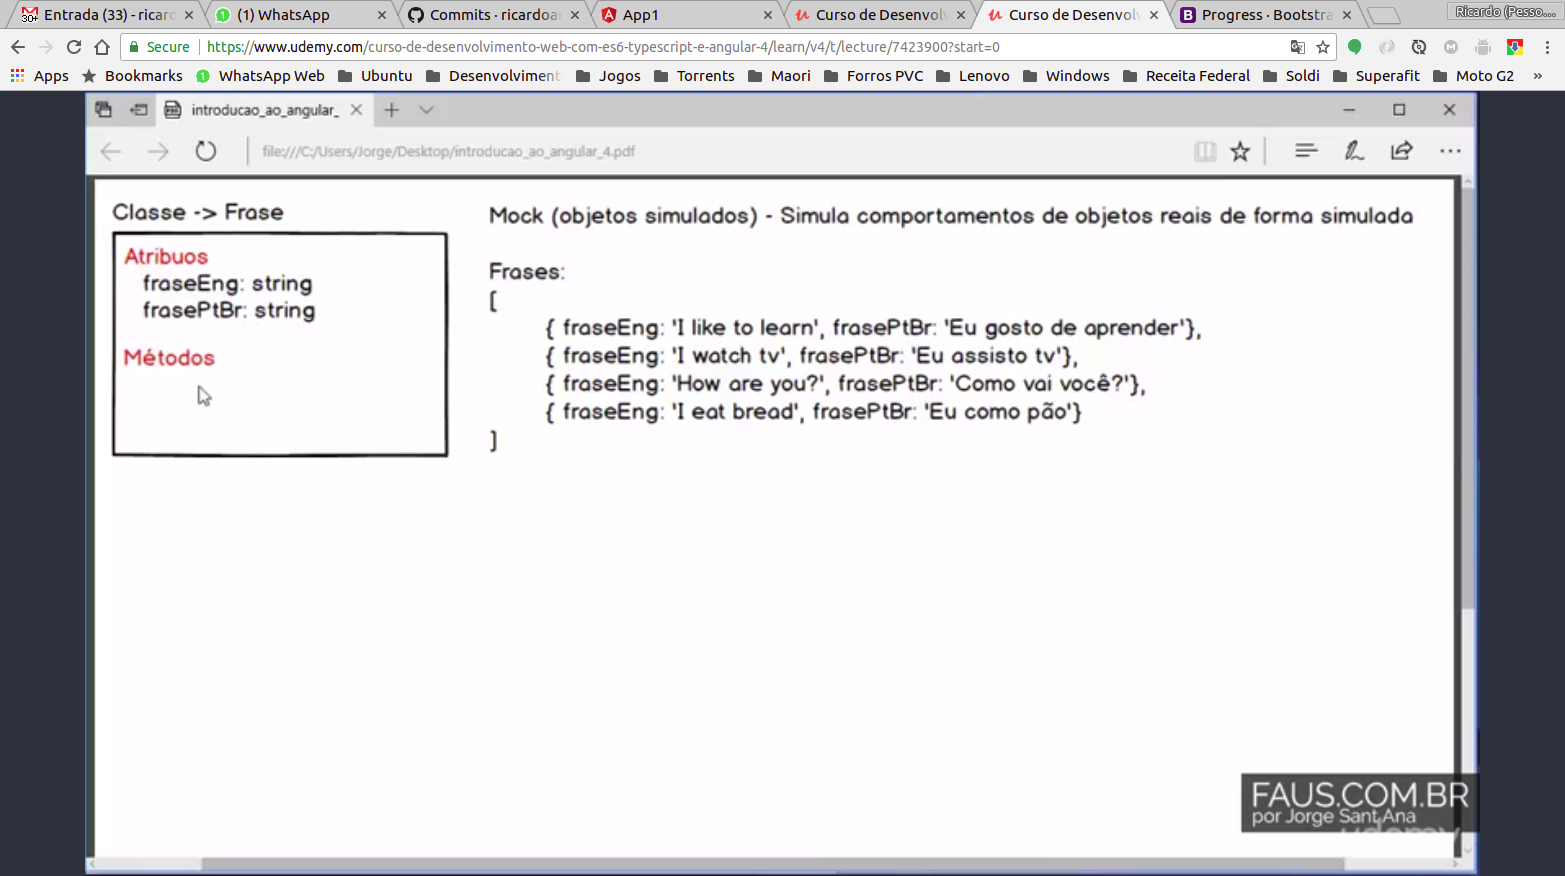 Entrada (33) - ricard
(1) WhatsApp
Commits · ricardoar
App1
Curso de Desenvolv
Curso de Desenvolv
Progress · Bootstra
Ricardo (Pesso...
Secure
https://www.udemy.com/curso-de-desenvolvimento-web-com-es6-typescript-e-angular-4/learn/v4/t/lecture/7423900?start=0
Apps
Bookmarks
WhatsApp Web
Ubuntu
Desenvolviment
Jogos
Torrents
Maori
Forros PVC
Lenovo
Windows
Receita Federal
Soldi
Superafit
Moto G2
»
introducao_ao_angular_
file:///C:/Users/Jorge/Desktop/introducao_ao_angular_4.pdf
Classe -> Frase
Atribuos
fraseEng: string
frasePtBr: string
Métodos
Mock (objetos simulados) - Simula comportamentos de objetos reais de forma simulada
Frases:
[
{ fraseEng: 'I like to learn', frasePtBr: 'Eu gosto de aprender'},
{ fraseEng: 'I watch tv', frasePtBr: 'Eu assisto tv'},
{ fraseEng: 'How are you?', frasePtBr: 'Como vai você?'},
{ fraseEng: 'I eat bread', frasePtBr: 'Eu como pão'}
]
FAUS.COM.BR
por Jorge Sant'Ana
udemy